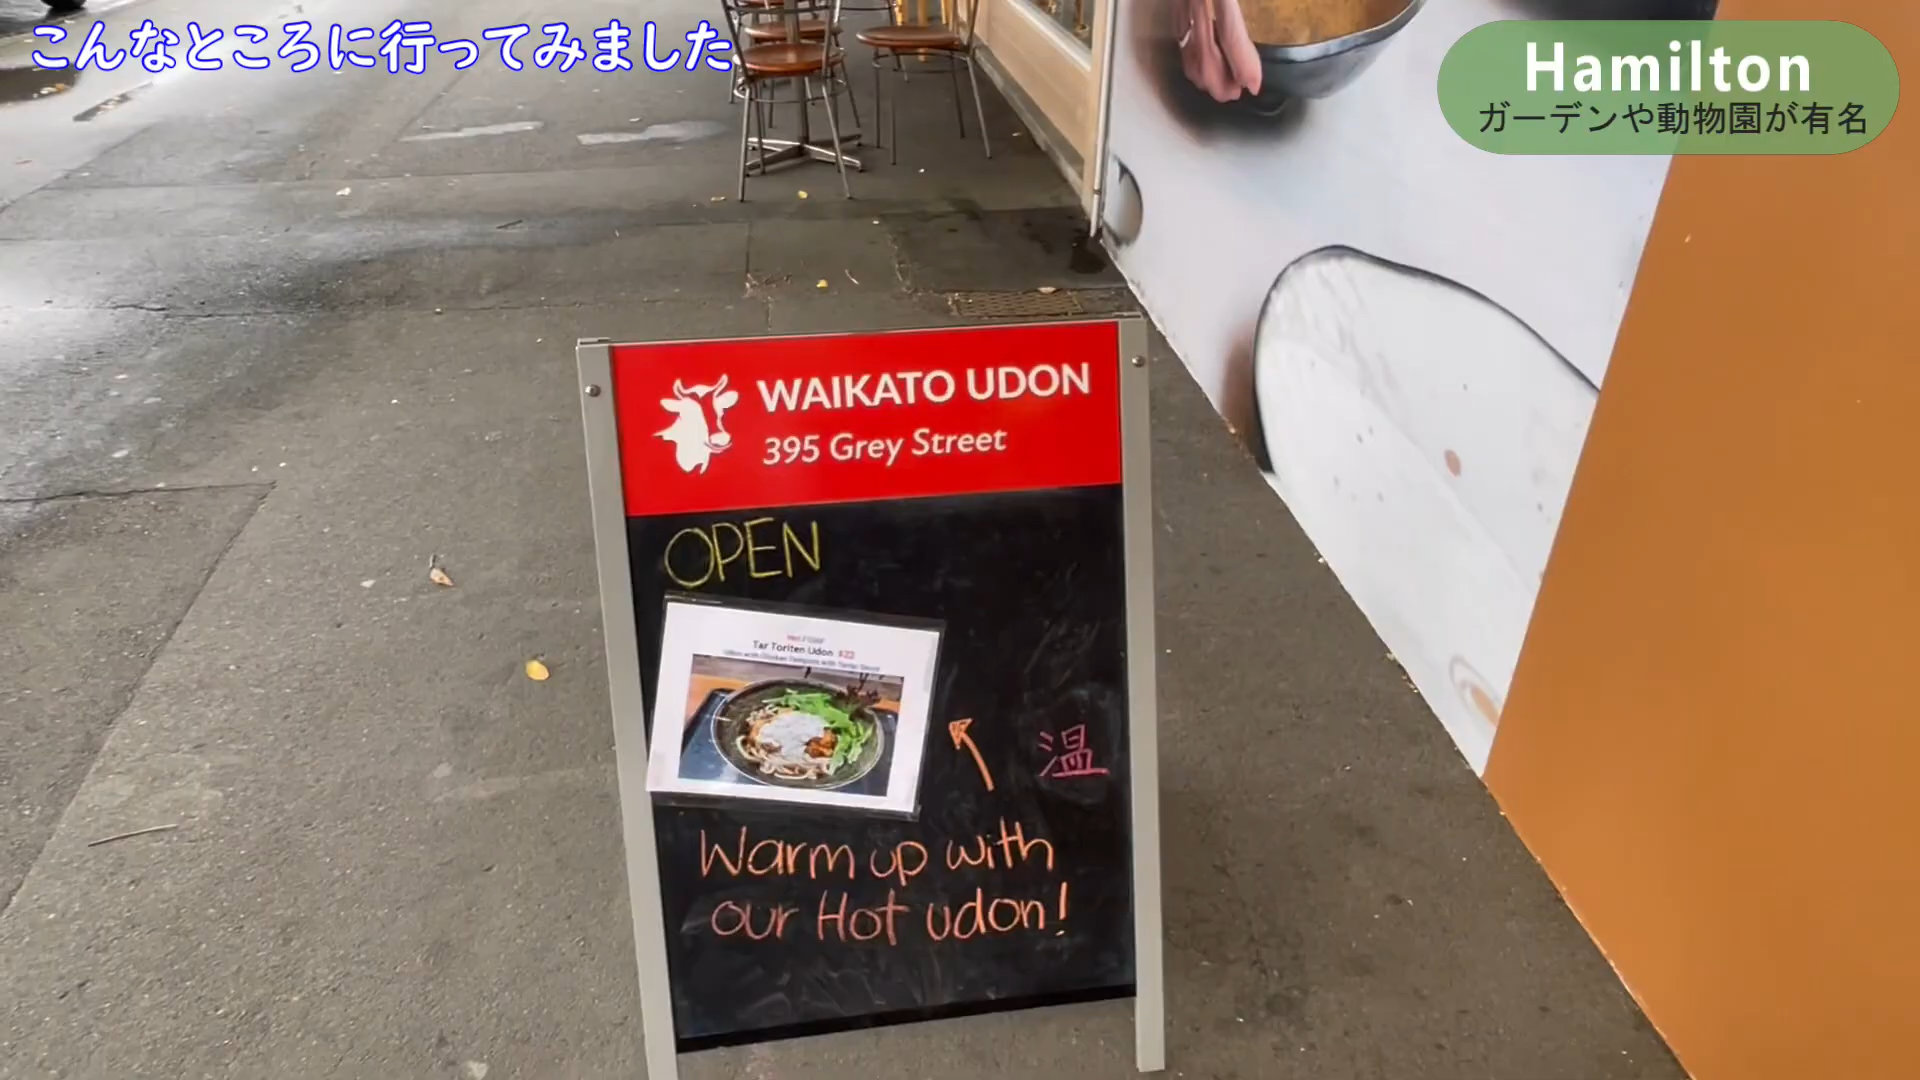 こんなところに行ってみました
Hamilton
ガーデンや動物園が有名
WAIKATO UDON
395 Grey Street
OPEN
Tar Toriten Udon $22
温
Warm up with
our Hot udon!